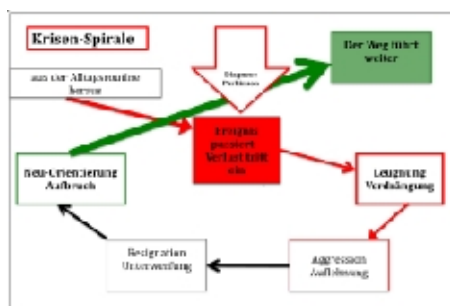 Krisen-Spirale
Der Weg führt
weiter
aus der Alltagsroutine
heraus
Diagnose
Ereignis
passiert
Verlust tritt
ein
Neu-Orientierung
Aufbruch
Leugnung
Verdrängung
Resignation
Aggression
Auflehnung